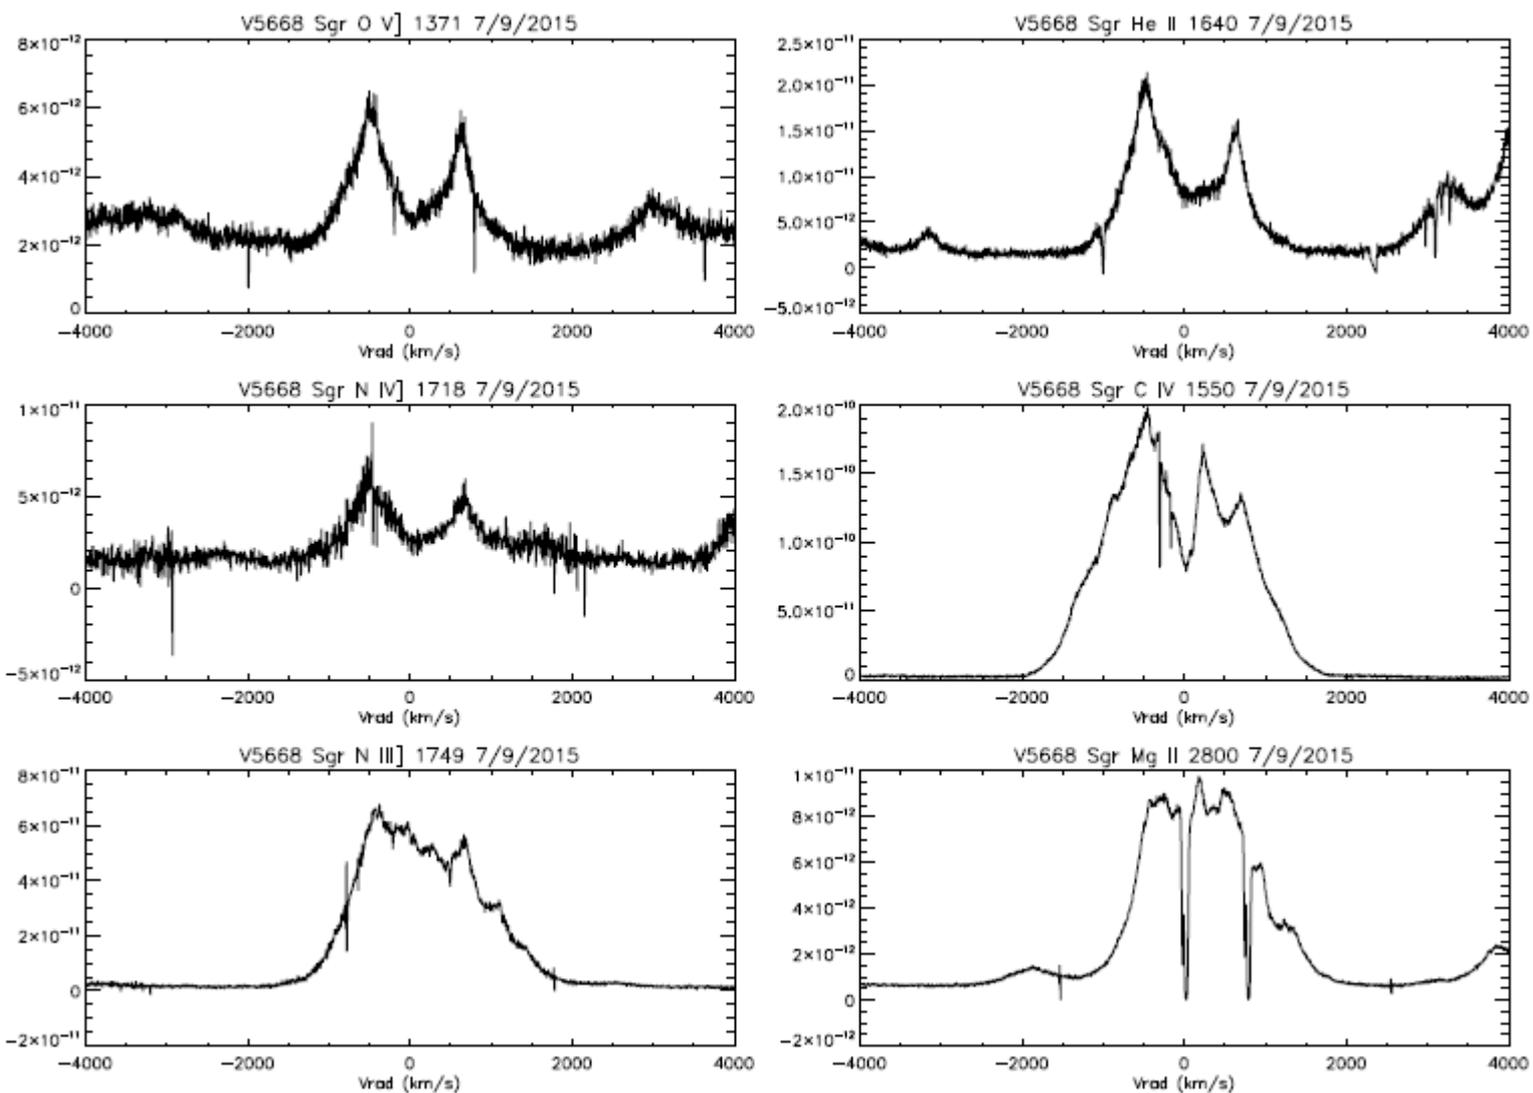 V5668 Sgr O V] 1371 7/9/2015
8×10⁻¹²
6×10⁻¹²
4×10⁻¹²
2×10⁻¹²
0
−4000 −2000 0 2000 4000
Vrad (km/s)
V5668 Sgr He II 1640 7/9/2015
2.5×10⁻¹¹
2.0×10⁻¹¹
1.5×10⁻¹¹
1.0×10⁻¹¹
5.0×10⁻¹²
0
−5.0×10⁻¹²
−4000 −2000 0 2000 4000
Vrad (km/s)
V5668 Sgr N IV] 1718 7/9/2015
1×10⁻¹¹
5×10⁻¹²
0
−5×10⁻¹²
−4000 −2000 0 2000 4000
Vrad (km/s)
V5668 Sgr C IV 1550 7/9/2015
2.0×10⁻¹⁰
1.5×10⁻¹⁰
1.0×10⁻¹⁰
5.0×10⁻¹¹
0
−4000 −2000 0 2000 4000
Vrad (km/s)
V5668 Sgr N III] 1749 7/9/2015
8×10⁻¹¹
6×10⁻¹¹
4×10⁻¹¹
2×10⁻¹¹
0
−2×10⁻¹¹
−4000 −2000 0 2000 4000
Vrad (km/s)
V5668 Sgr Mg II 2800 7/9/2015
1×10⁻¹¹
8×10⁻¹²
6×10⁻¹²
4×10⁻¹²
2×10⁻¹²
0
−2×10⁻¹²
−4000 −2000 0 2000 4000
Vrad (km/s)